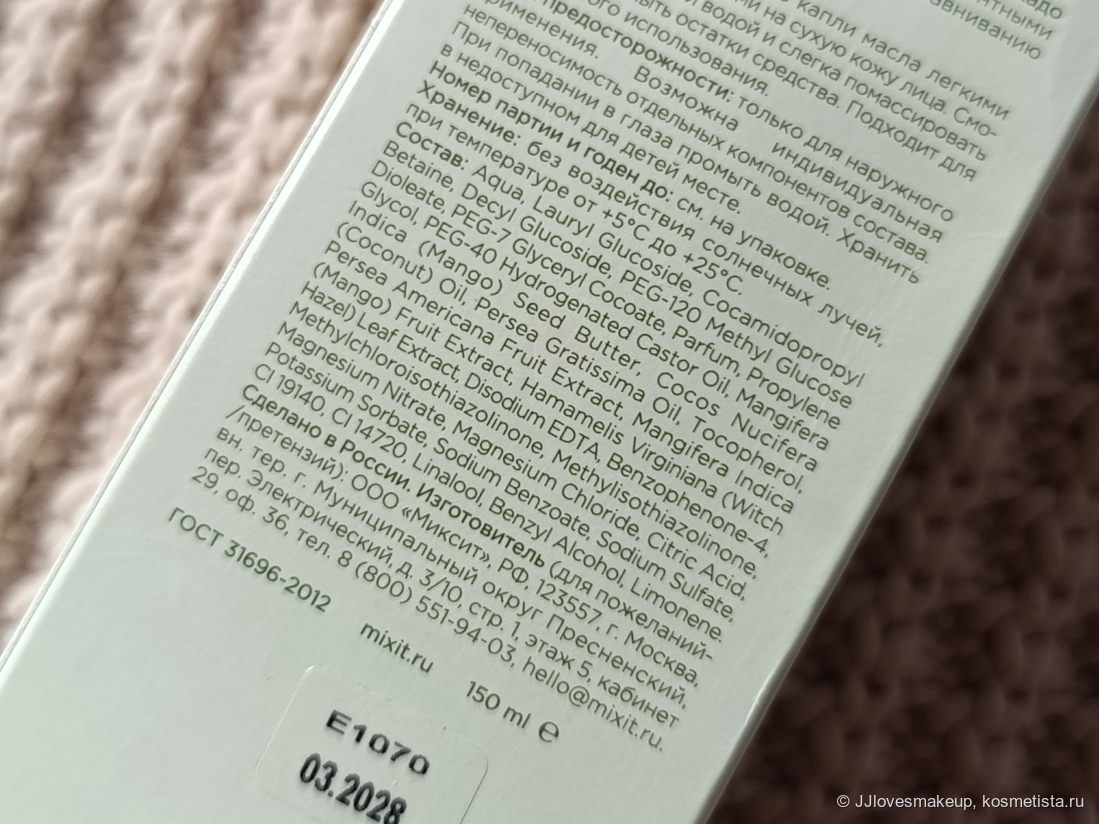 капли масла легкими
на сухую кожу лица. Смо-
водой и слегка помассировать
остатки средства. Подходит для
использования.
предосторожности: только для наружного
Возможна индивидуальная
непереносимость отдельных компонентов состава.
При попадании в глаза промыть водой. Хранить
в недоступном для детей месте.
Номер партии и годен до: см. на упаковке.
Хранение: без воздействия солнечных лучей,
при температуре от +5°C до +25°C.
Состав: Aqua, Lauryl Glucoside, Cocamidopropyl
Betaine, Decyl Glucoside, PEG-120 Methyl Glucose
Dioleate, PEG-7 Glyceryl Cocoate, Parfum, Propylene
Glycol, PEG-40 Hydrogenated Castor Oil, Mangifera
Indica (Mango) Seed Butter, Cocos Nucifera
(Coconut) Oil, Persea Gratissima Oil, Tocopherol,
Persea Americana Fruit Extract, Mangifera Indica
(Mango) Fruit Extract, Hamamelis Virginiana (Witch
Hazel) Leaf Extract, Disodium EDTA, Benzophenone-4,
Methylchloroisothiazolinone, Methylisothiazolinone,
Magnesium Nitrate, Magnesium Chloride, Citric Acid,
Potassium Sorbate, Sodium Benzoate, Sodium Sulfate,
CI 19140, CI 14720, Linalool, Benzyl Alcohol, Limonene.
Сделано в России. Изготовитель (для пожеланий-
/претензий): ООО «Миксит», РФ, 123557, г. Москва,
вн. тер. г. Муниципальный округ Пресненский,
пер. Электрический, д. 3/10, стр. 1, этаж 5, кабинет
29, оф. 36, тел. 8 (800) 551-94-03, hello@mixit.ru.
ГОСТ 31696-2012 mixit.ru 150 ml ℮
E1070
03.2028
© JJlovesmakeup, kosmetista.ru